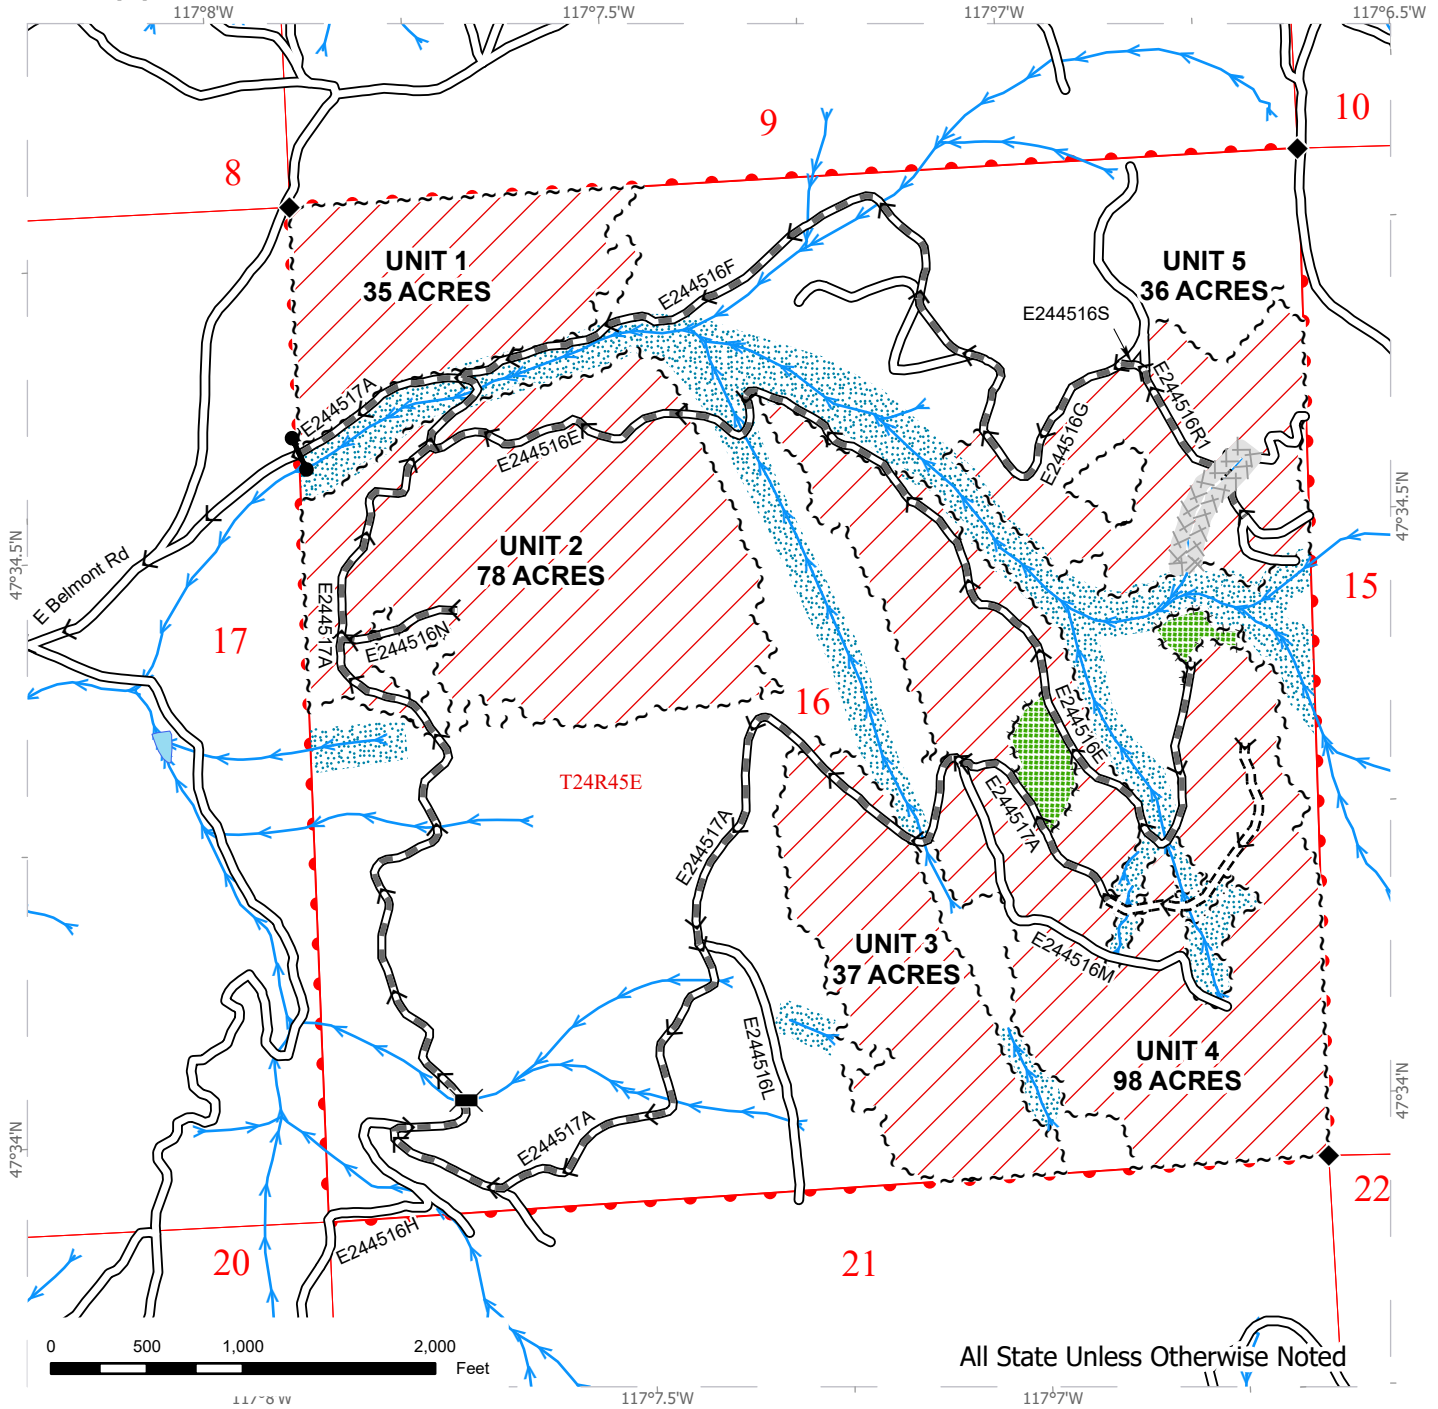 117°8'W
117°7.5'W
117°7'W
117°6.5'W
9
10
8
UNIT 1
35 ACRES
UNIT 5
36 ACRES
E244516F
E244516S
E244517A
E244516R1
E244516G
E244516E
47°34.5'N
47°34.5'N
UNIT 2
78 ACRES
E Belmont Rd
15
E244517A
E244516N
17
16
E244516E
T24R45E
E244517A
E244517A
UNIT 3
37 ACRES
E244516M
E244516L
UNIT 4
98 ACRES
47°34'N
47°34'N
E244517A
22
E244516H
20
21
0 500 1,000 2,000
Feet
All State Unless Otherwise Noted
117°8'W
117°7.5'W
117°7'W